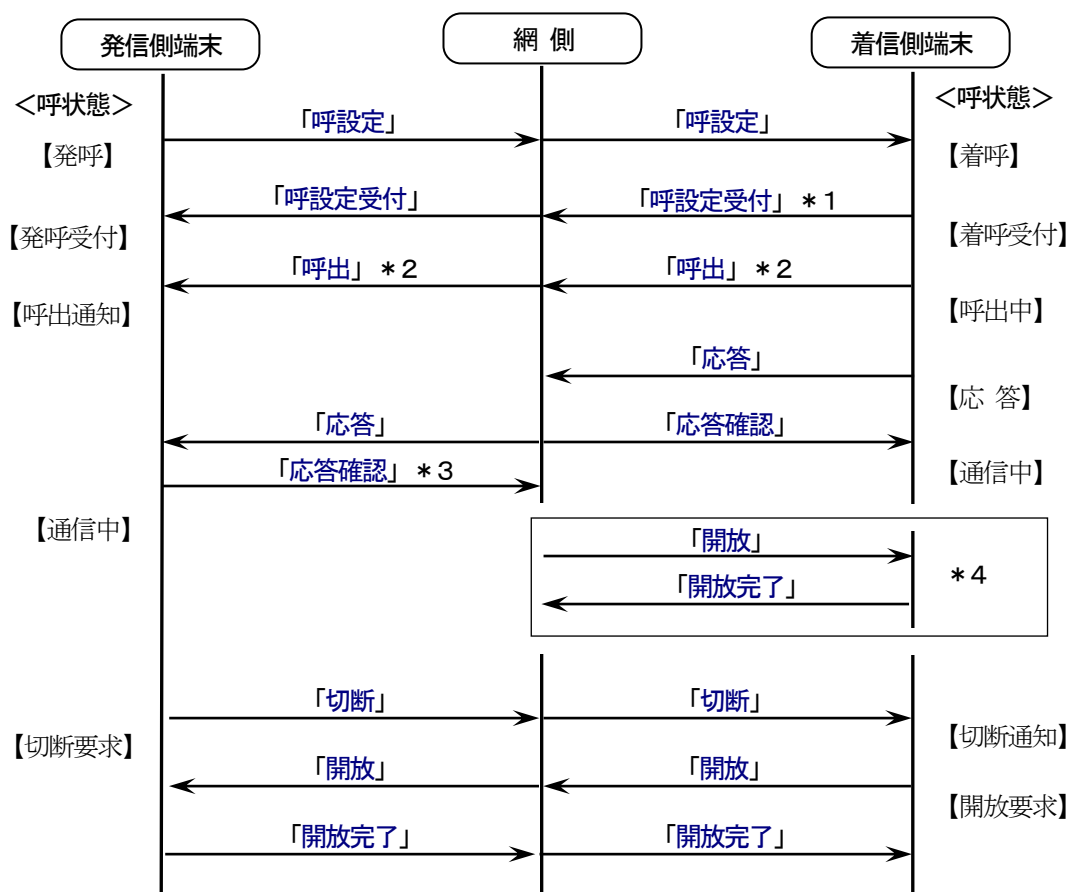 発信側端末
網 側
着信側端末
<呼状態>
<呼状態>
「呼設定」
「呼設定」
【発呼】
【着呼】
「呼設定受付」
「呼設定受付」*1
【発呼受付】
【着呼受付】
「呼出」*2
「呼出」*2
【呼出通知】
【呼出中】
「応答」
【応 答】
「応答」
「応答確認」
「応答確認」*3
【通信中】
【通信中】
「開放」
*4
「開放完了」
「切断」
「切断」
【切断要求】
【切断通知】
「開放」
「開放」
【開放要求】
「開放完了」
「開放完了」